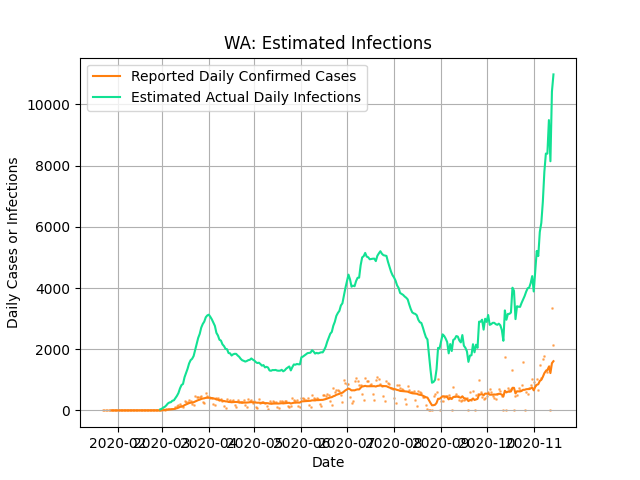 WA: Estimated Infections
Reported Daily Confirmed Cases
Estimated Actual Daily Infections
Daily Cases or Infections
10000
8000
6000
4000
2000
0
2020-02 2020-03 2020-04 2020-05 2020-06 2020-07 2020-08 2020-09 2020-10 2020-11
Date